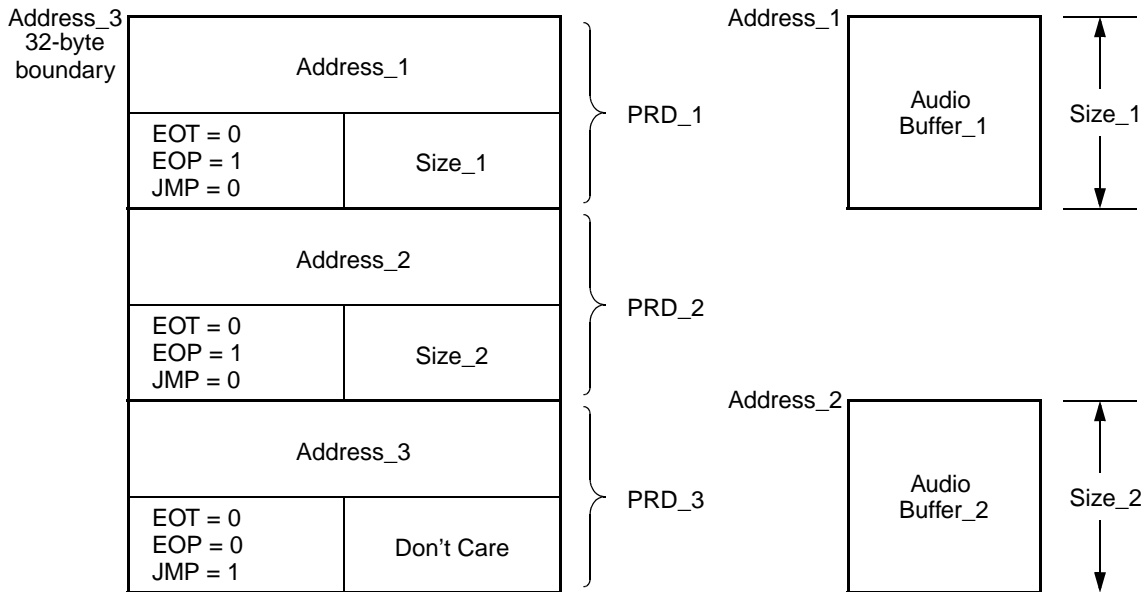 Address_3
32-byte
boundary
Address_1
EOT = 0
EOP = 1
JMP = 0
Size_1
PRD_1
Address_2
EOT = 0
EOP = 1
JMP = 0
Size_2
PRD_2
Address_3
EOT = 0
EOP = 0
JMP = 1
Don't Care
PRD_3
Address_1
Audio
Buffer_1
Size_1
Address_2
Audio
Buffer_2
Size_2